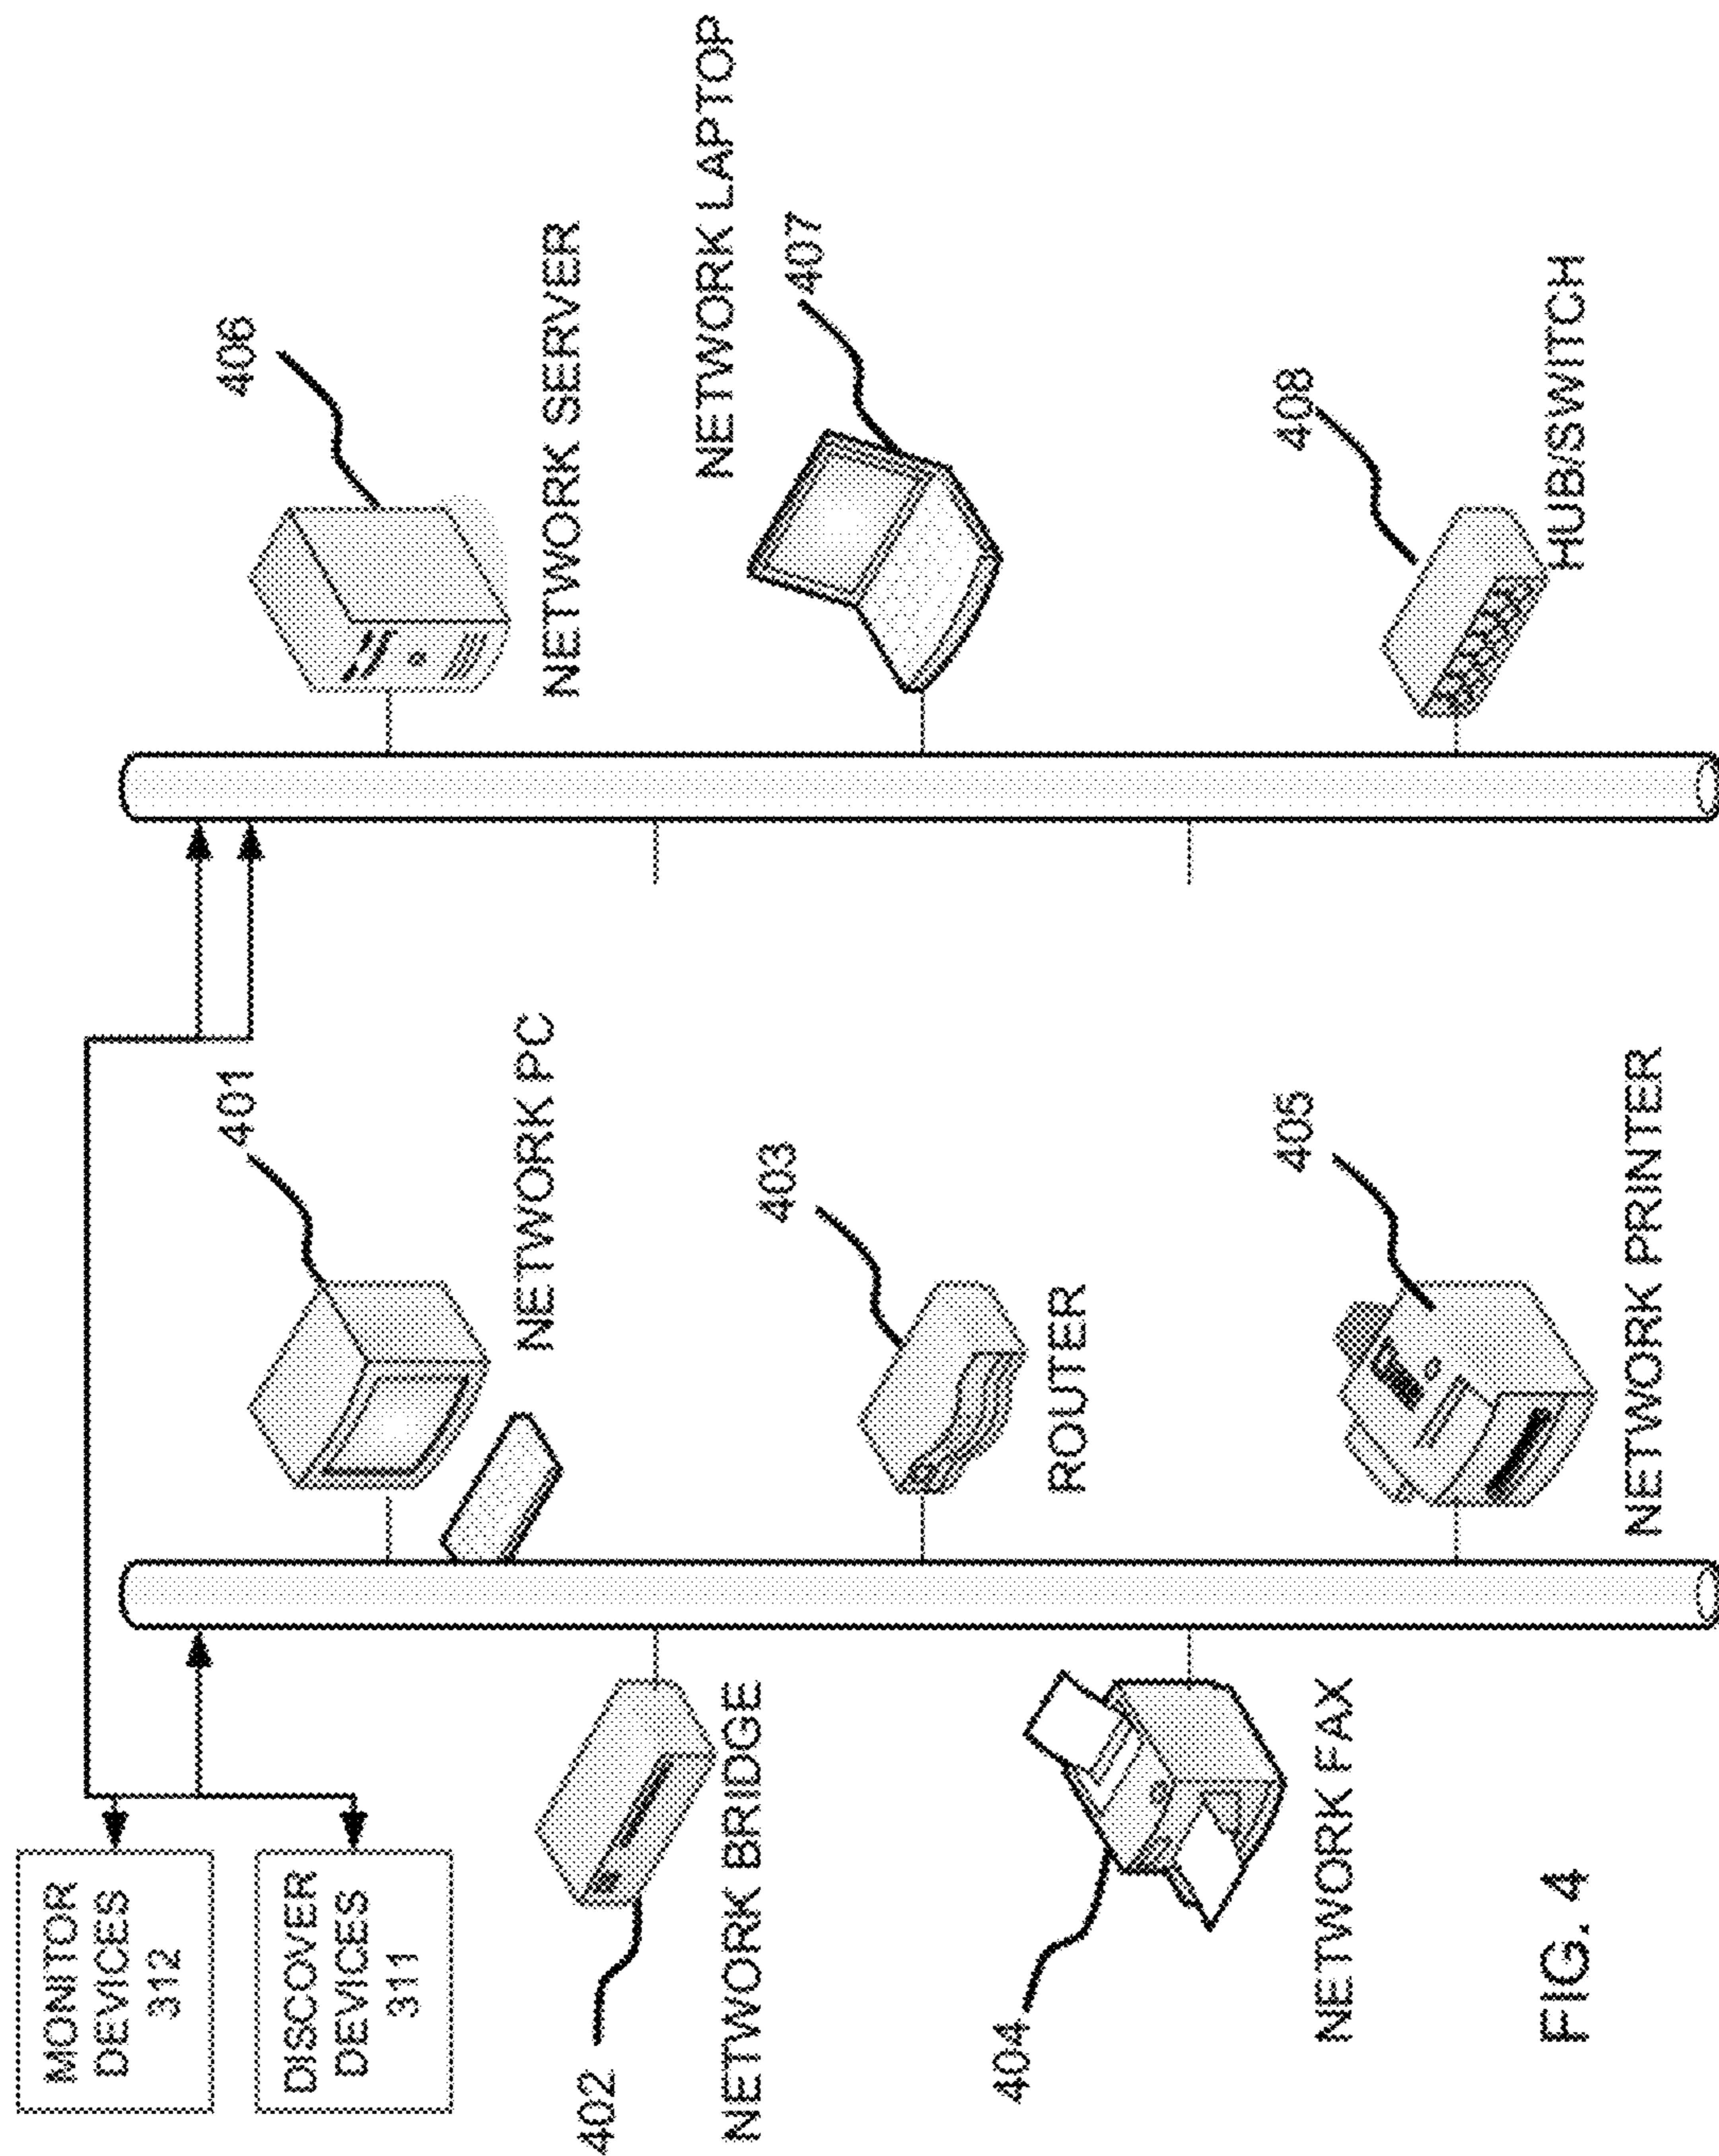 MONITOR
DEVICES
312
DISCOVER
DEVICES
311
401
NETWORK PC
406
NETWORK SERVER
402
NETWORK BRIDGE
403
ROUTER
NETWORK LAPTOP
407
404
NETWORK FAX
405
NETWORK PRINTER
408
HUB/SWITCH
FIG. 4